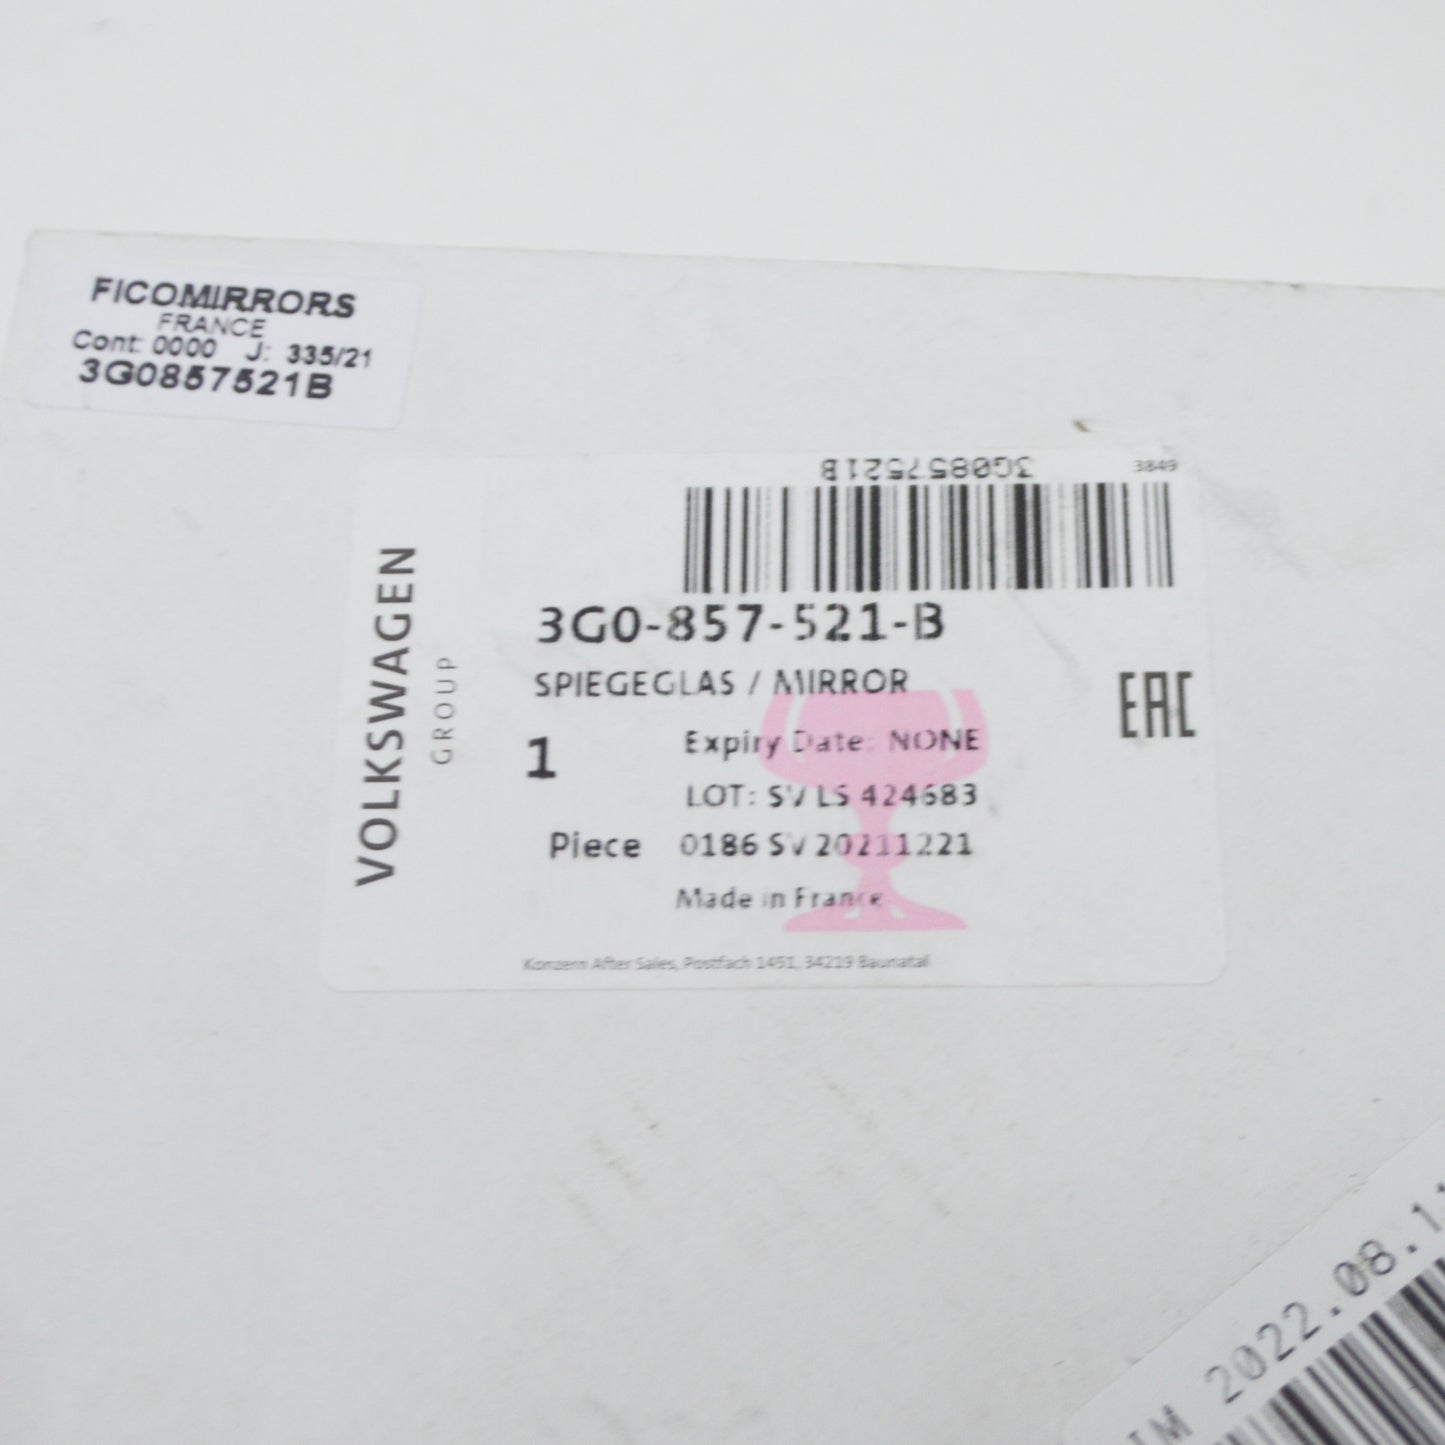 FICOMIRRORS
FRANCE
Cont: 0000 J: 335/21
3G0857521B
3G0857521B
3849
VOLKSWAGEN
GROUP
3G0-857-521-B
SPIEGEGLAS / MIRROR
EAC
1
Expiry Date: NONE
LOT: SV LS 424683
Piece
0186 SV 20211221
Made in France
Konzern After Sales, Postfach 1451, 34219 Baunatal
2022.08.1